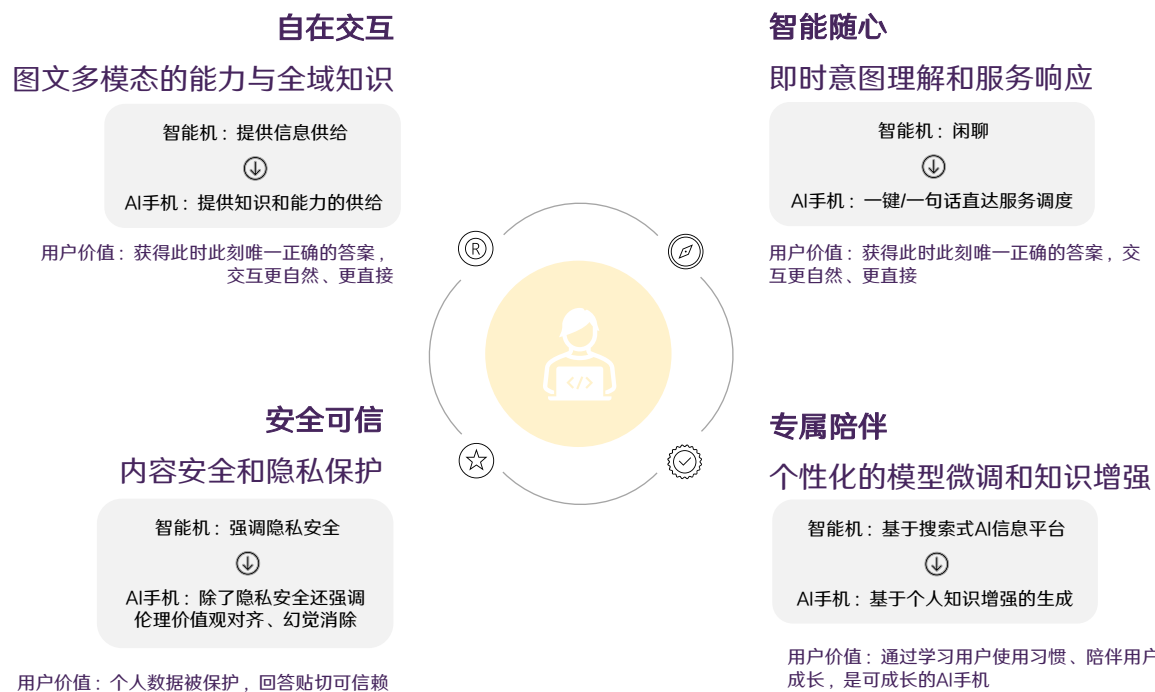 自在交互
图文多模态的能力与全域知识
智能机：提供信息供给
AI手机：提供知识和能力的供给
用户价值：获得此时此刻唯一正确的答案，
交互更自然、更直接
智能随心
即时意图理解和服务响应
智能机：闲聊
AI手机：一键/一句话直达服务调度
用户价值：获得此时此刻唯一正确的答案，交
互更自然、更直接
R
</>
安全可信
内容安全和隐私保护
智能机：强调隐私安全
AI手机：除了隐私安全还强调
伦理价值观对齐、幻觉消除
用户价值：个人数据被保护，回答贴切可信赖
专属陪伴
个性化的模型微调和知识增强
智能机：基于搜索式AI信息平台
AI手机：基于个人知识增强的生成
用户价值：通过学习用户使用习惯、陪伴用户
成长，是可成长的AI手机